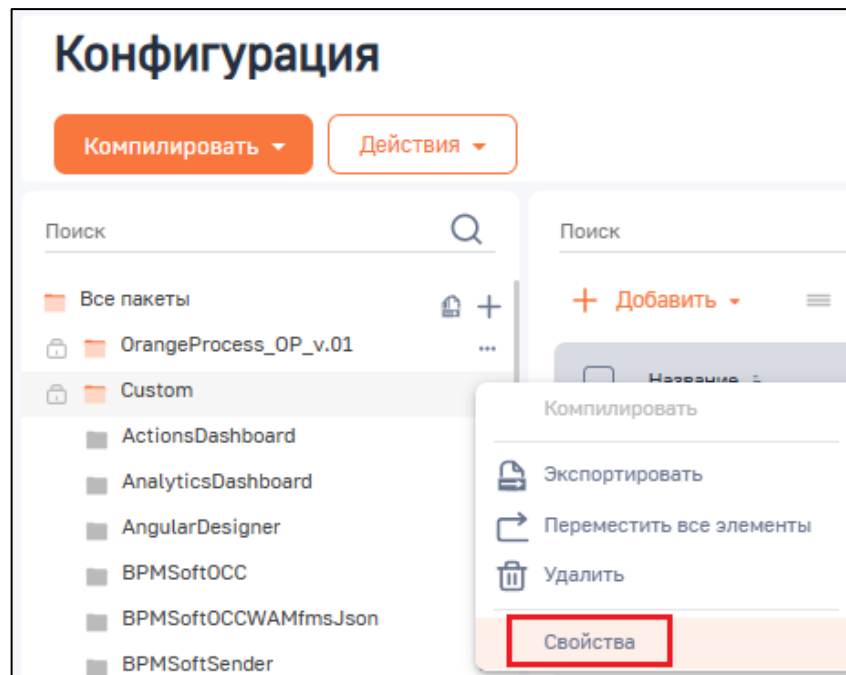 Конфигурация
Компилировать
Действия
Поиск
Поиск
Все пакеты
Добавить
OrangeProcess_OP_v.01
Название
Custom
Компилировать
ActionsDashboard
Экспортировать
AnalyticsDashboard
Переместить все элементы
AngularDesigner
Удалить
BPMSoftOCC
BPMSoftOCCWAMfmsJson
Свойства
BPMSoftSender